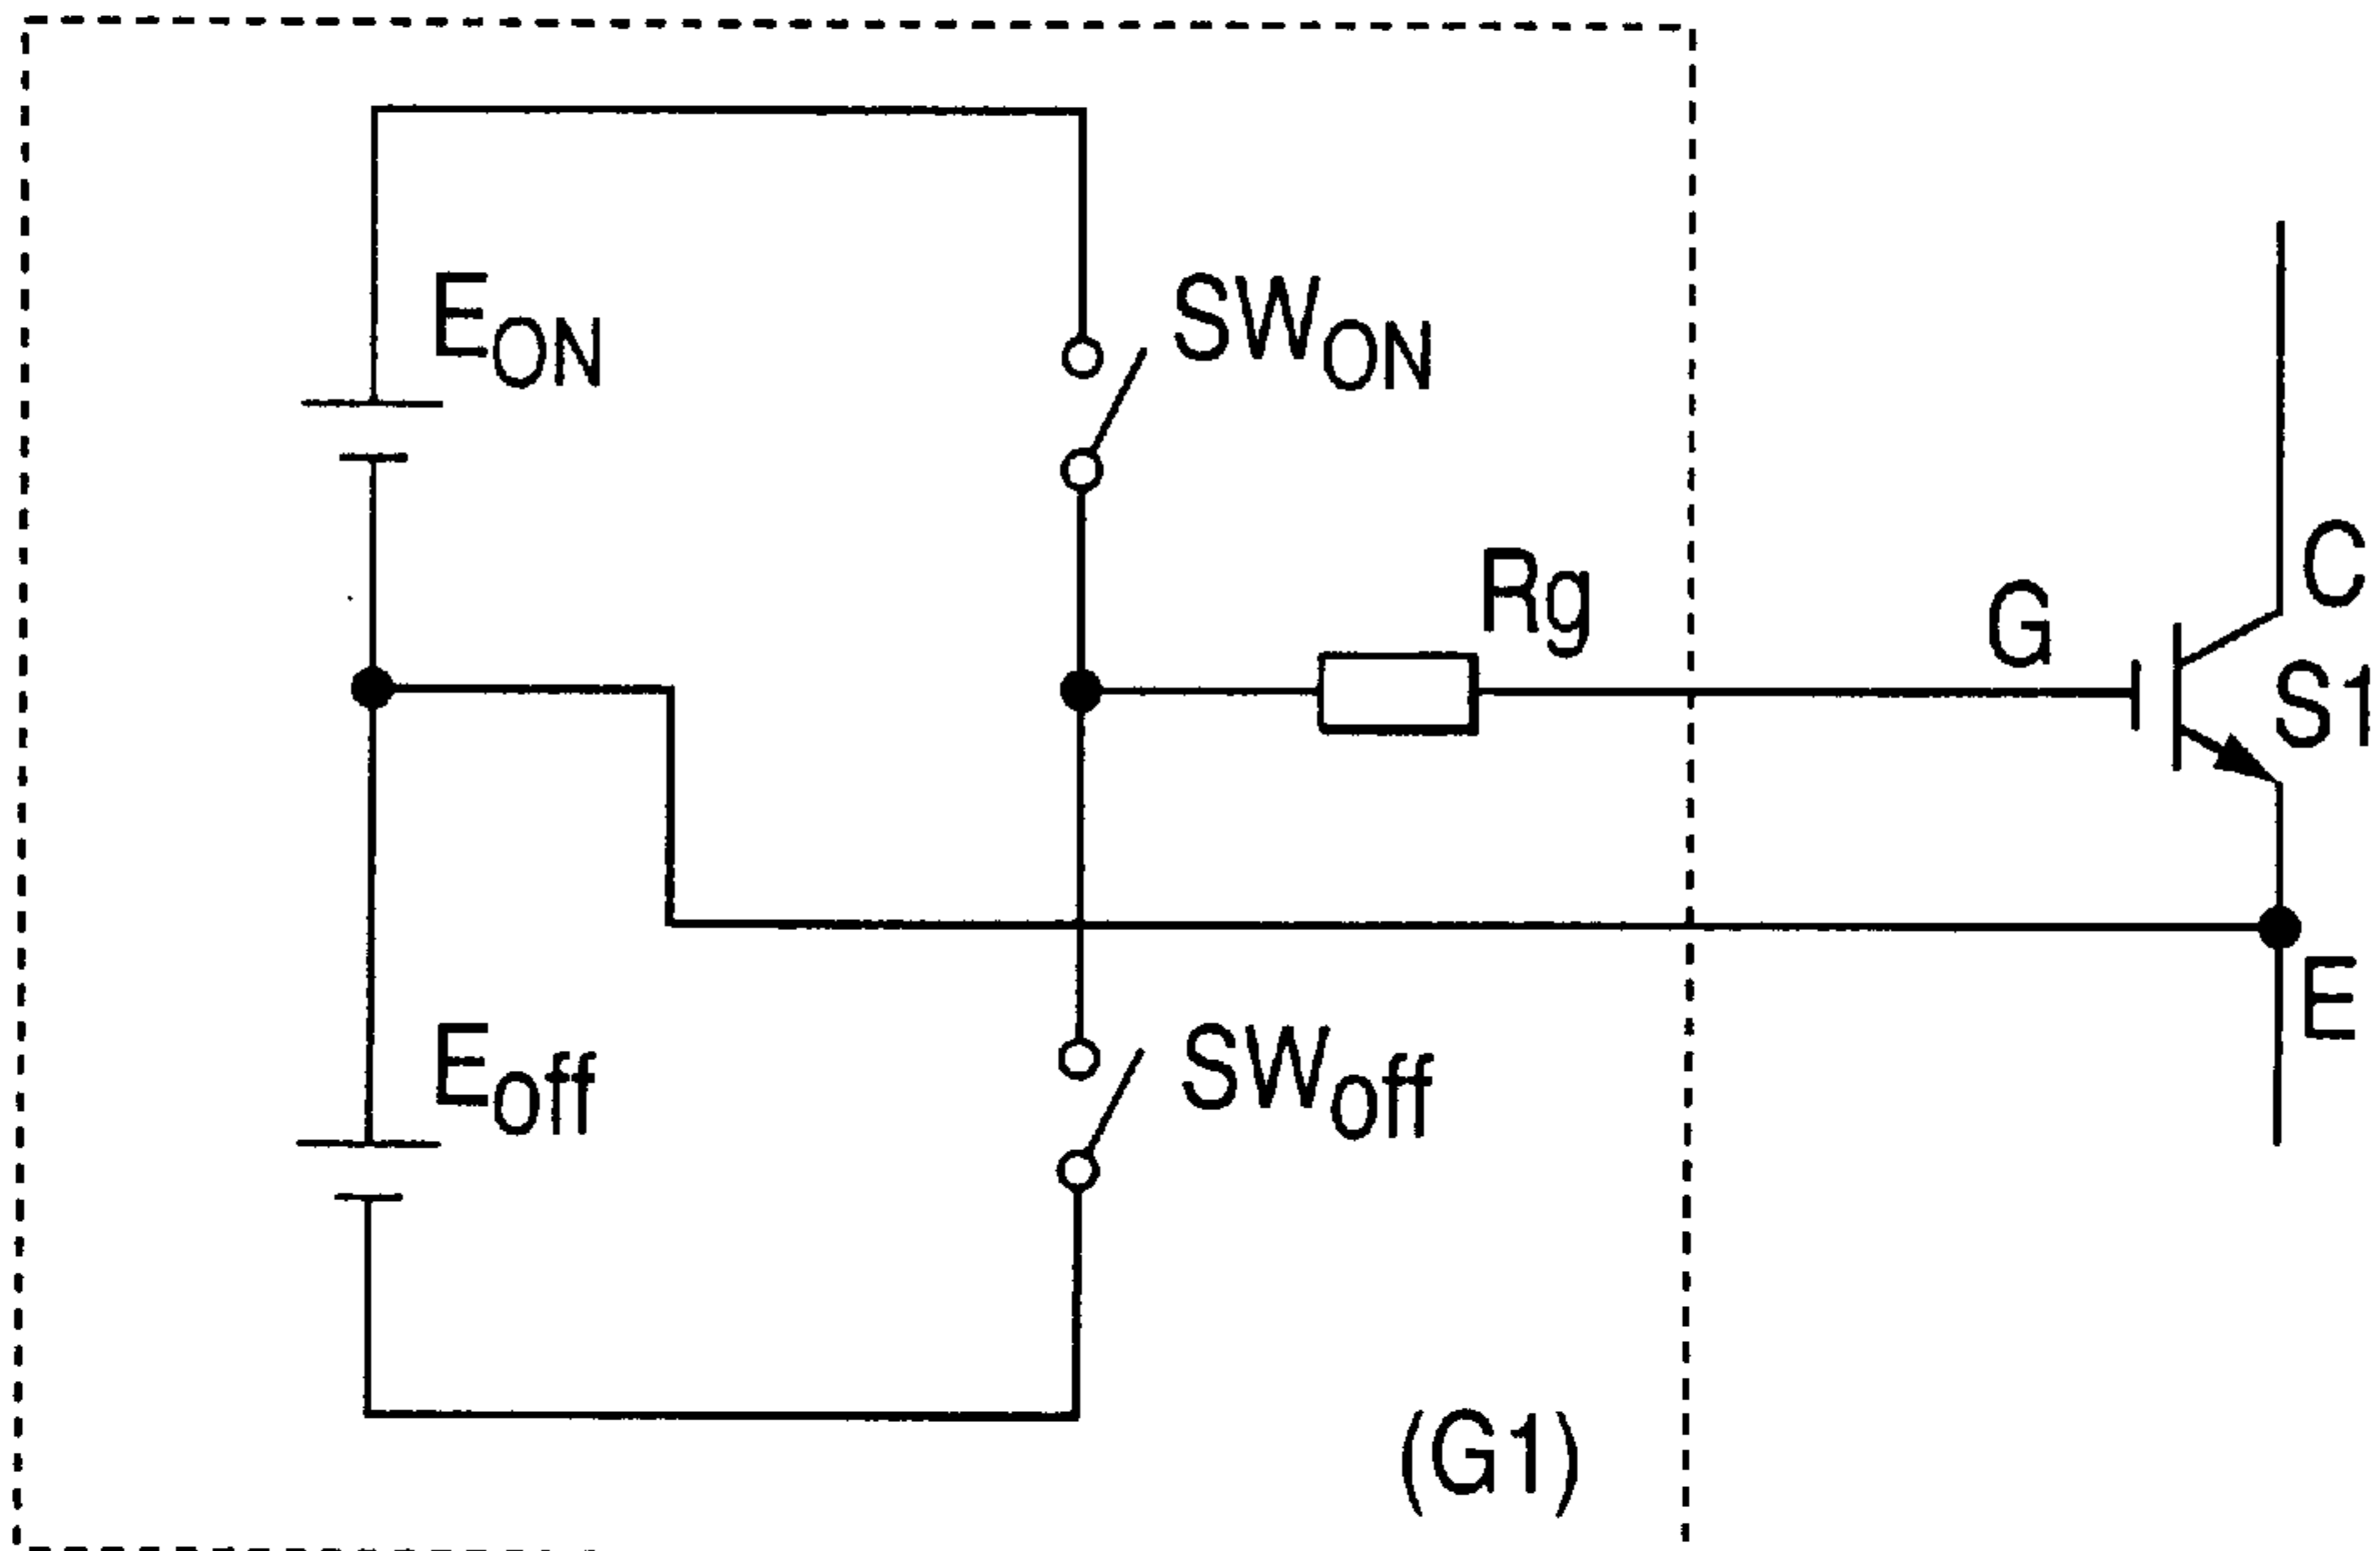 E_ON
SW_ON
Rg
G
C
S1
E
E_off
SW_off
(G1)